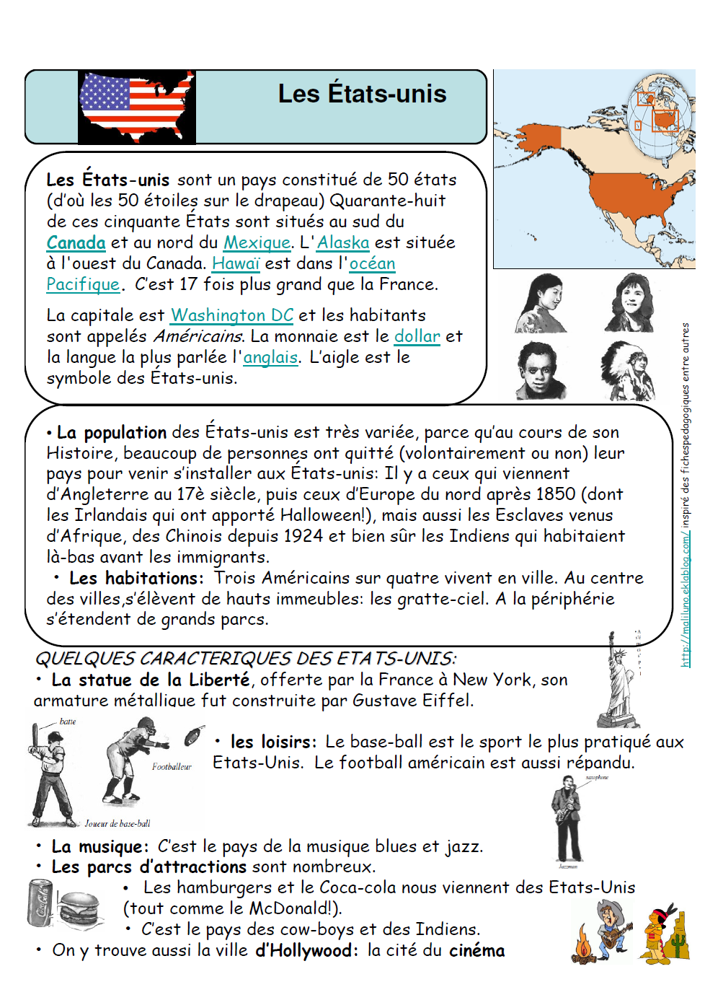 Les États-unis
Les États-unis sont un pays constitué de 50 états
(d'où les 50 étoiles sur le drapeau) Quarante-huit
de ces cinquante États sont situés au sud du
Canada et au nord du Mexique. L'Alaska est située
à l'ouest du Canada. Hawaï est dans l'océan
Pacifique. C'est 17 fois plus grand que la France.
La capitale est Washington DC et les habitants
sont appelés Américains. La monnaie est le dollar et
la langue la plus parlée l'anglais. L'aigle est le
symbole des États-unis.
• La population des États-unis est très variée, parce qu'au cours de son
Histoire, beaucoup de personnes ont quitté (volontairement ou non) leur
pays pour venir s'installer aux États-unis: Il y a ceux qui viennent
d'Angleterre au 17è siècle, puis ceux d'Europe du nord après 1850 (dont
les Irlandais qui ont apporté Halloween!), mais aussi les Esclaves venus
d'Afrique, des Chinois depuis 1924 et bien sûr les Indiens qui habitaient
là-bas avant les immigrants.
• Les habitations: Trois Américains sur quatre vivent en ville. Au centre
des villes,s'élèvent de hauts immeubles: les gratte-ciel. A la périphérie
s'étendent de grands parcs.
http://maliluno.eklablog.com/ inspiré des fichespedagogiques entre autres
QUELQUES CARACTERIQUES DES ETATS-UNIS:
• La statue de la Liberté, offerte par la France à New York, son
armature métallique fut construite par Gustave Eiffel.
batte
Footballeur
Joueur de base-ball
• les loisirs: Le base-ball est le sport le plus pratiqué aux
Etats-Unis. Le football américain est aussi répandu.
saxophone
Jazzman
• La musique: C'est le pays de la musique blues et jazz.
• Les parcs d'attractions sont nombreux.
Coca-Cola
• Les hamburgers et le Coca-cola nous viennent des Etats-Unis
(tout comme le McDonald!).
• C'est le pays des cow-boys et des Indiens.
• On y trouve aussi la ville d'Hollywood: la cité du cinéma